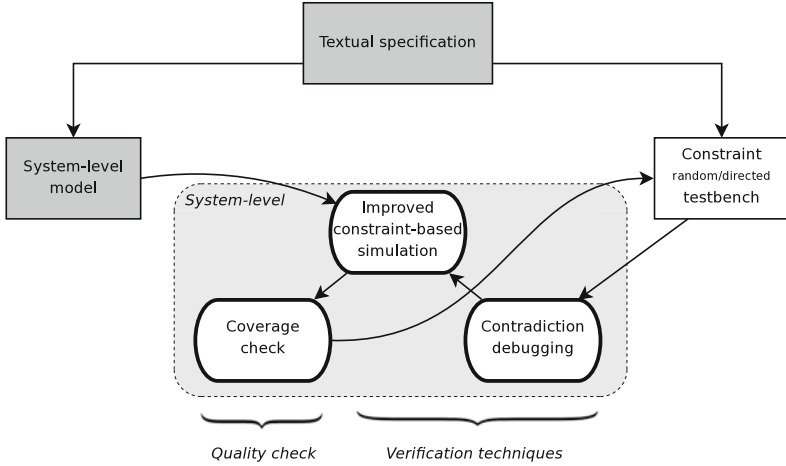 Textual specification
System-level
model
Constraint
random/directed
testbench
System-level
Improved
constraint-based
simulation
Coverage
check
Contradiction
debugging
Quality check
Verification techniques